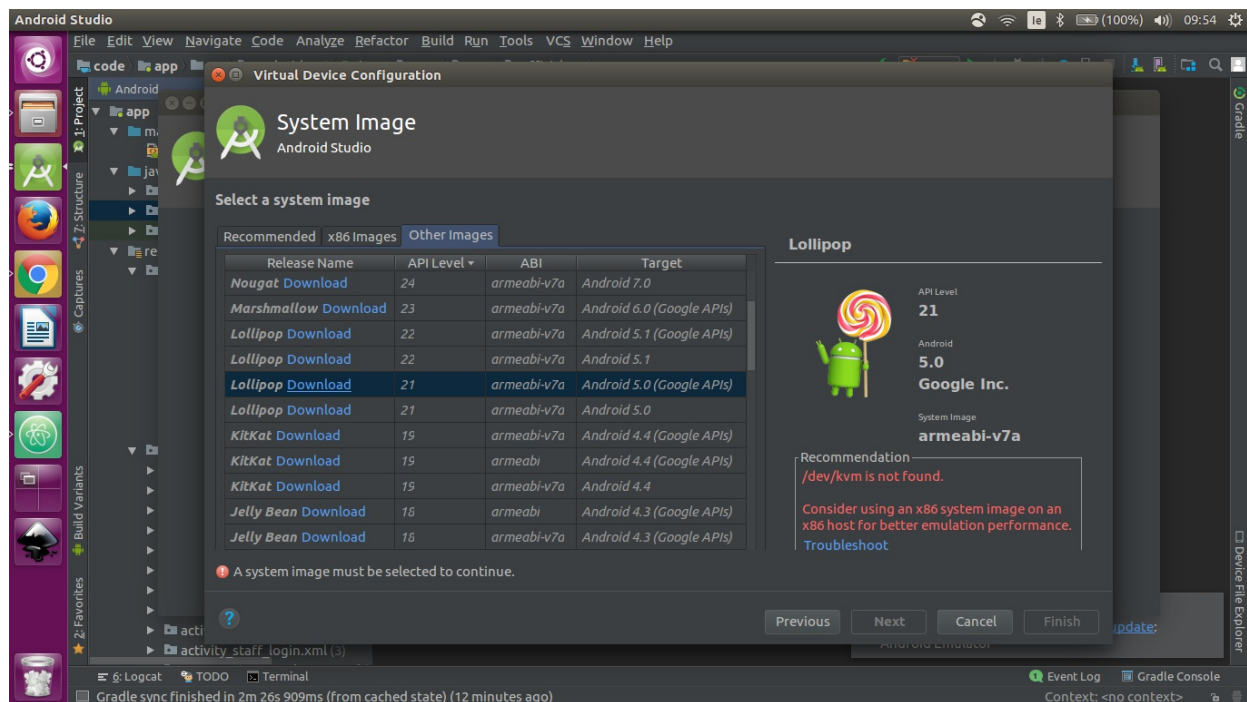 Android Studio
le
(100%)
09:54
File Edit View Navigate Code Analyze Refactor Build Run Tools VCS Window Help
code app
Virtual Device Configuration
Android
app
1: Project
Z: Structure
Captures
Build Variants
2: Favorites
Gradle
Device File Explorer
System Image
Android Studio
Select a system image
Recommended x86 Images Other Images
Release Name API Level ABI Target
Nougat Download 24 armeabi-v7a Android 7.0
Marshmallow Download 23 armeabi-v7a Android 6.0 (Google APIs)
Lollipop Download 22 armeabi-v7a Android 5.1 (Google APIs)
Lollipop Download 22 armeabi-v7a Android 5.1
Lollipop Download 21 armeabi-v7a Android 5.0 (Google APIs)
Lollipop Download 21 armeabi-v7a Android 5.0
KitKat Download 19 armeabi-v7a Android 4.4 (Google APIs)
KitKat Download 19 armeabi Android 4.4 (Google APIs)
KitKat Download 19 armeabi-v7a Android 4.4
Jelly Bean Download 18 armeabi Android 4.3 (Google APIs)
Jelly Bean Download 18 armeabi-v7a Android 4.3 (Google APIs)
Lollipop
API Level
21
Android
5.0
Google Inc.
System Image
armeabi-v7a
Recommendation
/dev/kvm is not found.
Consider using an x86 system image on an
x86 host for better emulation performance.
Troubleshoot
A system image must be selected to continue.
? Previous Next Cancel Finish
update:
Android Emulator
acti
activity_staff_login.xml (3)
6: Logcat TODO Terminal
1 Event Log Gradle Console
Gradle sync finished in 2m 26s 909ms (from cached state) (12 minutes ago)
Context: <no context>